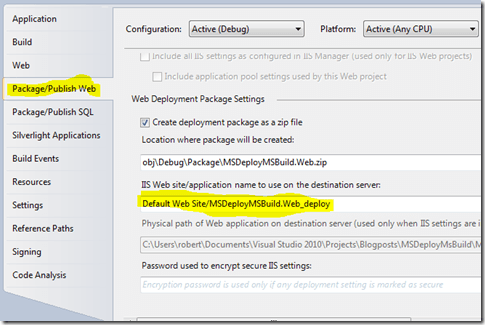 Application
Build
Web
Package/Publish Web
Package/Publish SQL
Silverlight Applications
Build Events
Resources
Settings
Reference Paths
Signing
Code Analysis
Configuration: Active (Debug) Platform: Active (Any CPU)
Include all IIS settings as configured in IIS Manager (used only for IIS Web projects)
Include application pool settings used by this Web project
Web Deployment Package Settings
Create deployment package as a zip file
Location where package will be created:
obj\Debug\Package\MSDeployMSBuild.Web.zip
IIS Web site/application name to use on the destination server:
Default Web Site/MSDeployMSBuild.Web_deploy
Physical path of Web application on destination server (used only when IIS settings are i
C:\Users\robert\Documents\Visual Studio 2010\Projects\Blogposts\MSDeployMsBuild\M
Password used to encrypt secure IIS settings:
Encryption password is used only if any deployment setting is marked as secure